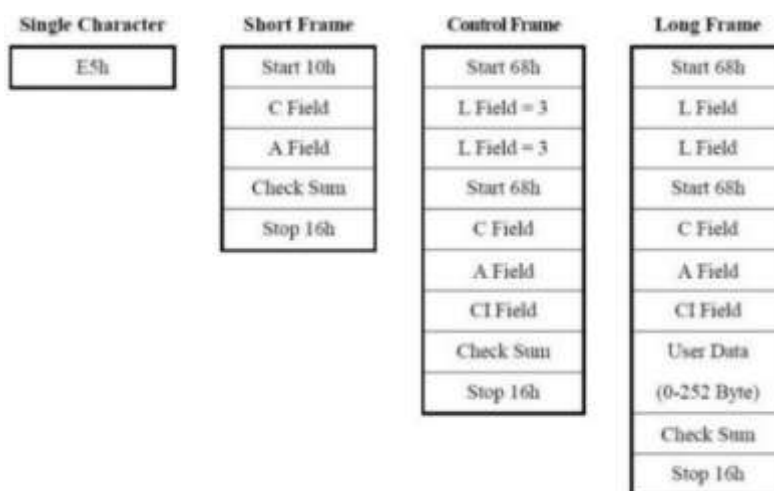 Single Character
E5h
Short Frame
Start 10h
C Field
A Field
Check Sum
Stop 16h
Control Frame
Start 68h
L Field = 3
L Field = 3
Start 68h
C Field
A Field
CI Field
Check Sum
Stop 16h
Long Frame
Start 68h
L Field
L Field
Start 68h
C Field
A Field
CI Field
User Data
(0-252 Byte)
Check Sum
Stop 16h